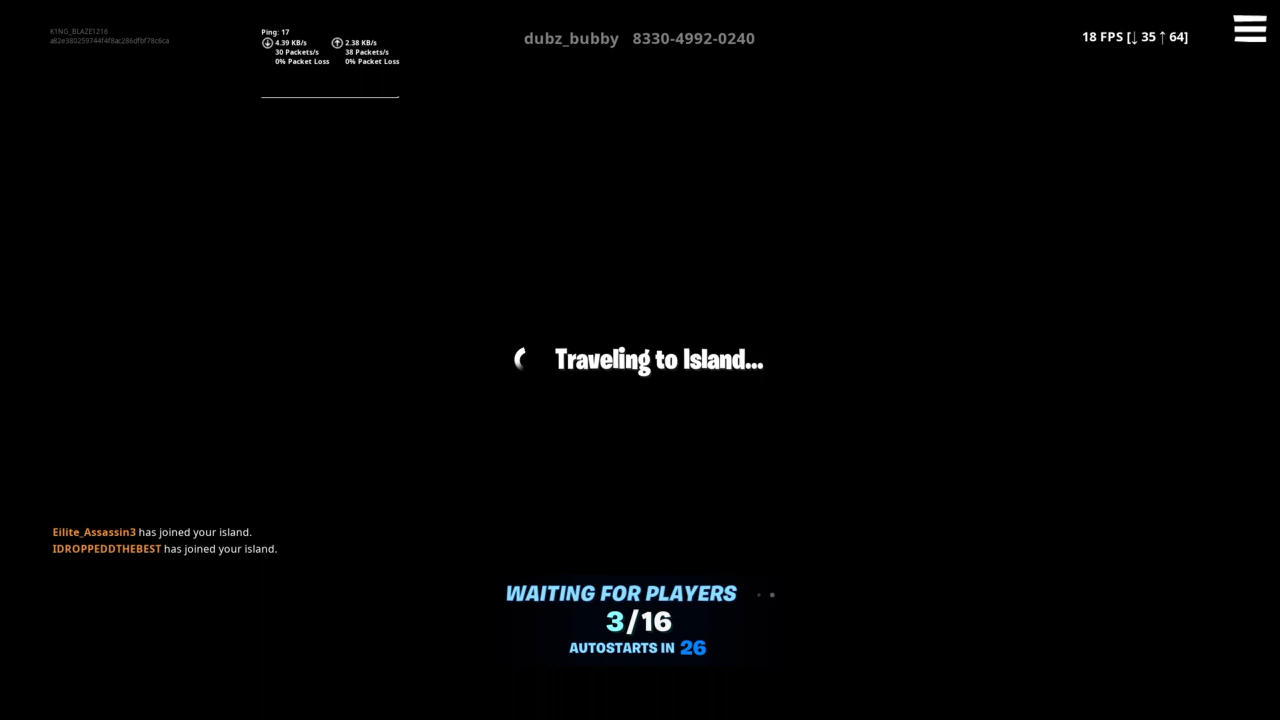 K1NG_BLAZE1216
a82e380259744f4f8ac286dfbf78c6ca
Ping: 17
4.39 KB/s 2.38 KB/s
30 Packets/s 38 Packets/s
0% Packet Loss 0% Packet Loss
dubz_bubby 8330-4992-0240
18 FPS [↓ 35 ↑ 64]
Traveling to Island...
Eilite_Assassin3 has joined your island.
IDROPPEDDTHEBEST has joined your island.
WAITING FOR PLAYERS
3/16
AUTOSTARTS IN 26